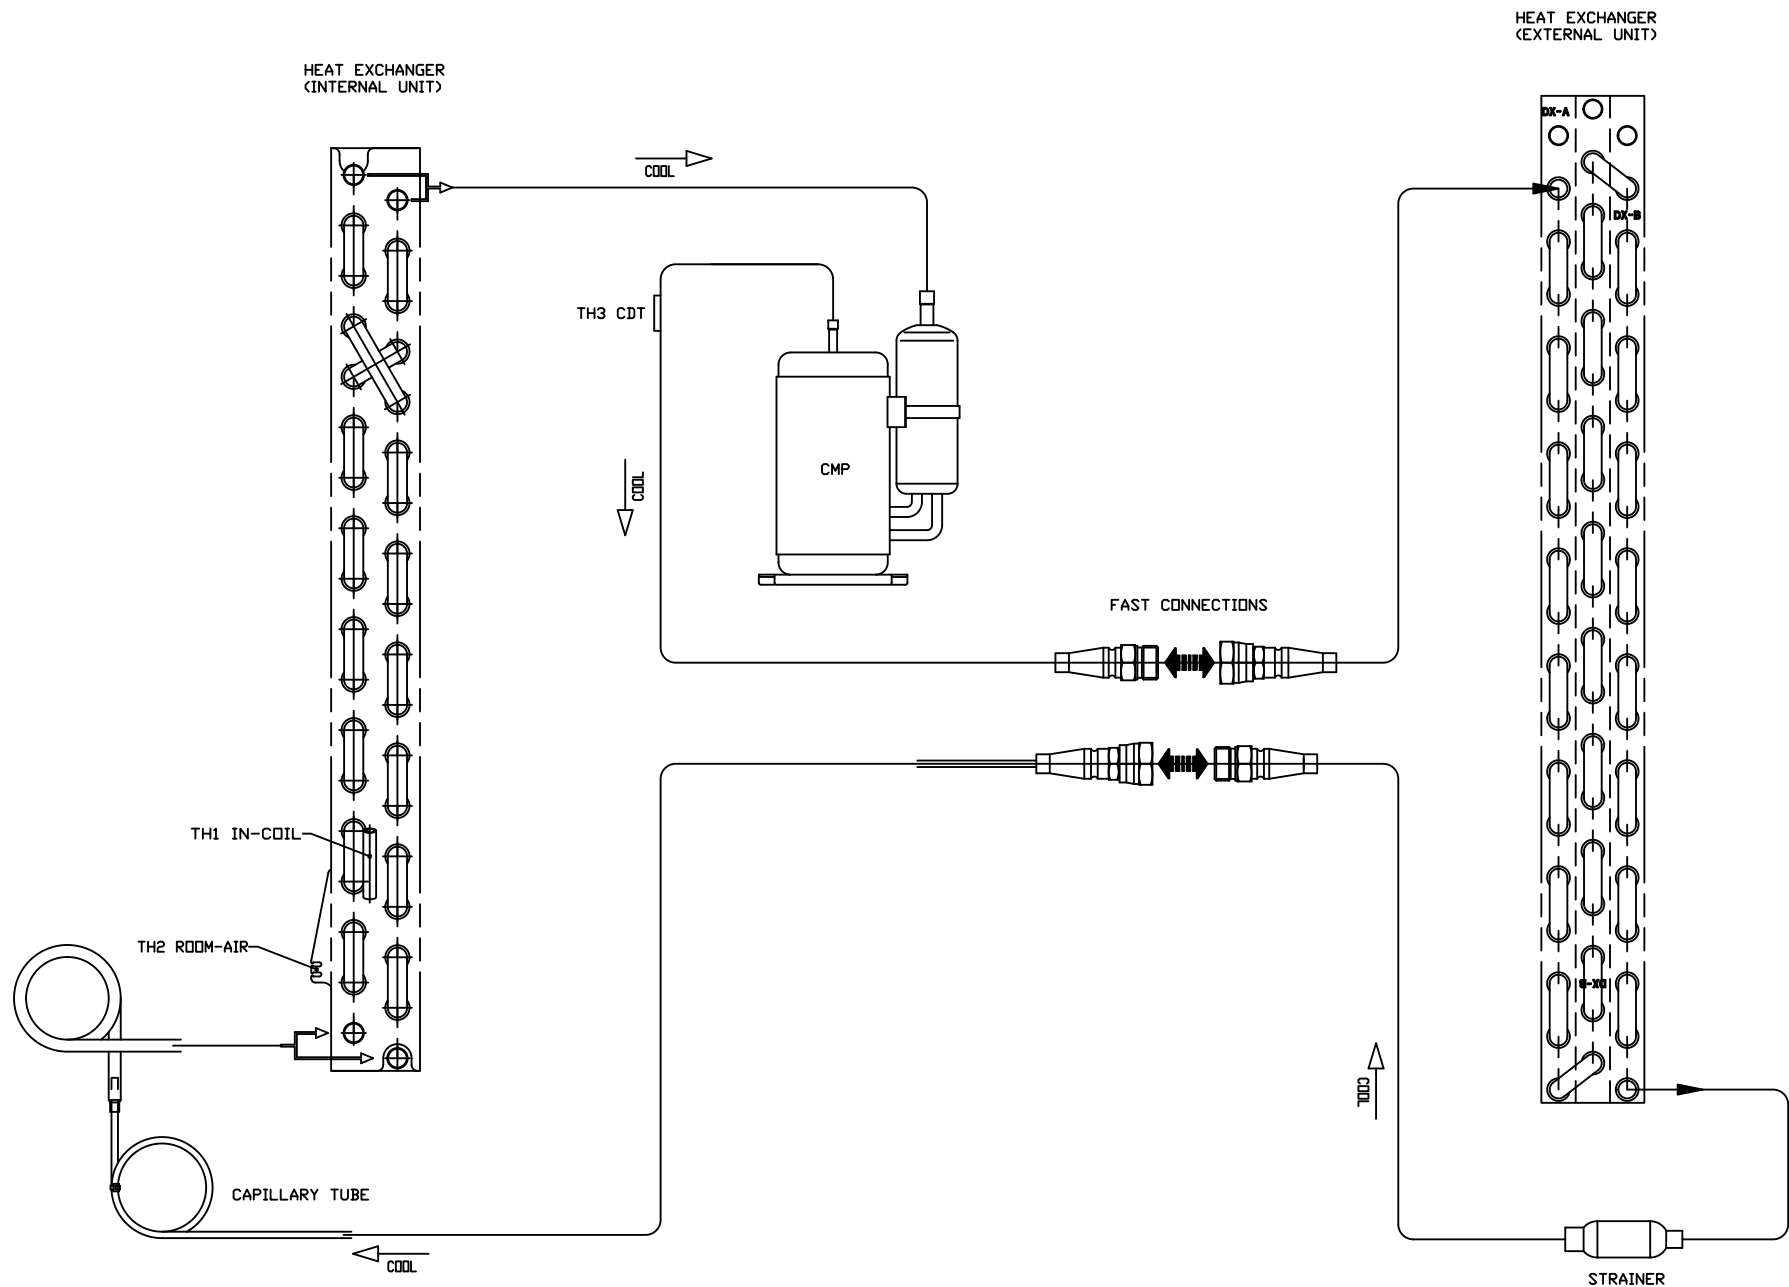 HEAT EXCHANGER
(EXTERNAL UNIT)
HEAT EXCHANGER
(INTERNAL UNIT)
DX-A
COOL
DX-B
TH3 CDT
CMP
COOL
FAST CONNECTIONS
TH1 IN-COIL
TH2 ROOM-AIR
DX-B
COOL
CAPILLARY TUBE
COOL
STRAINER